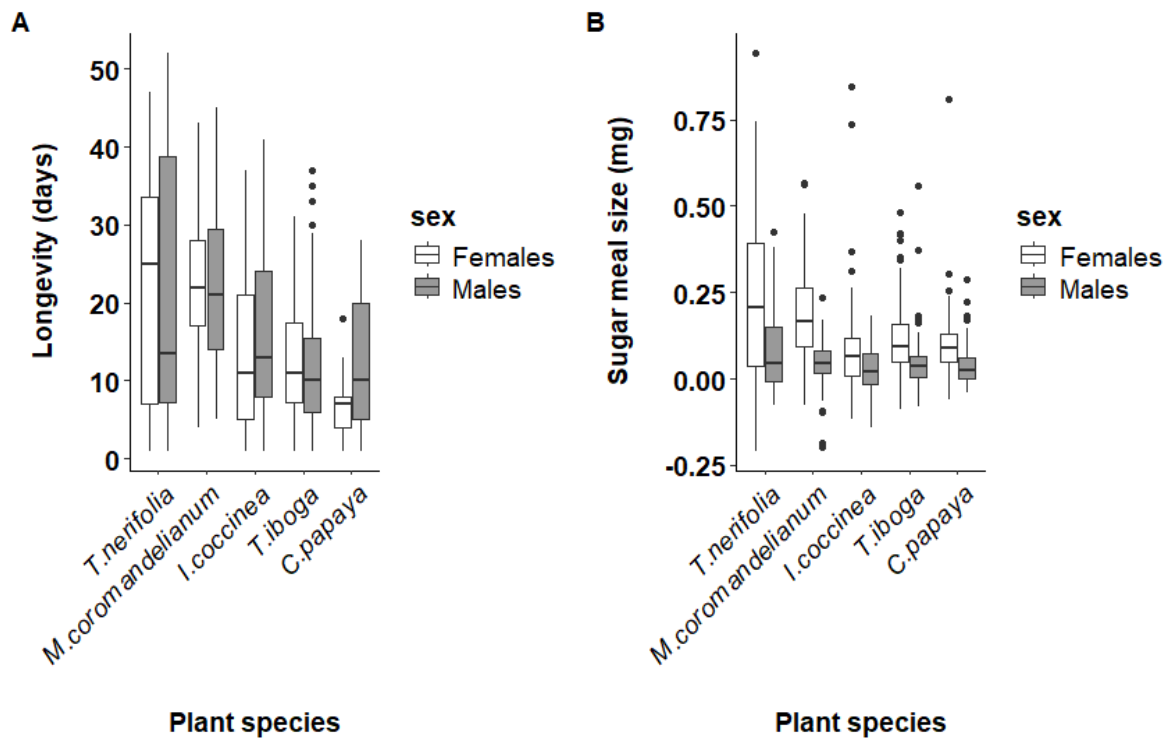 A
Longevity (days)
50
40
30
20
10
0
T.nerifolia
M.coromandelianum
I.coccinea
T.iboga
C.papaya
Plant species
sex
Females
Males
B
Sugar meal size (mg)
0.75
0.50
0.25
0.00
-0.25
T.nerifolia
M.coromandelianum
I.coccinea
T.iboga
C.papaya
Plant species
sex
Females
Males